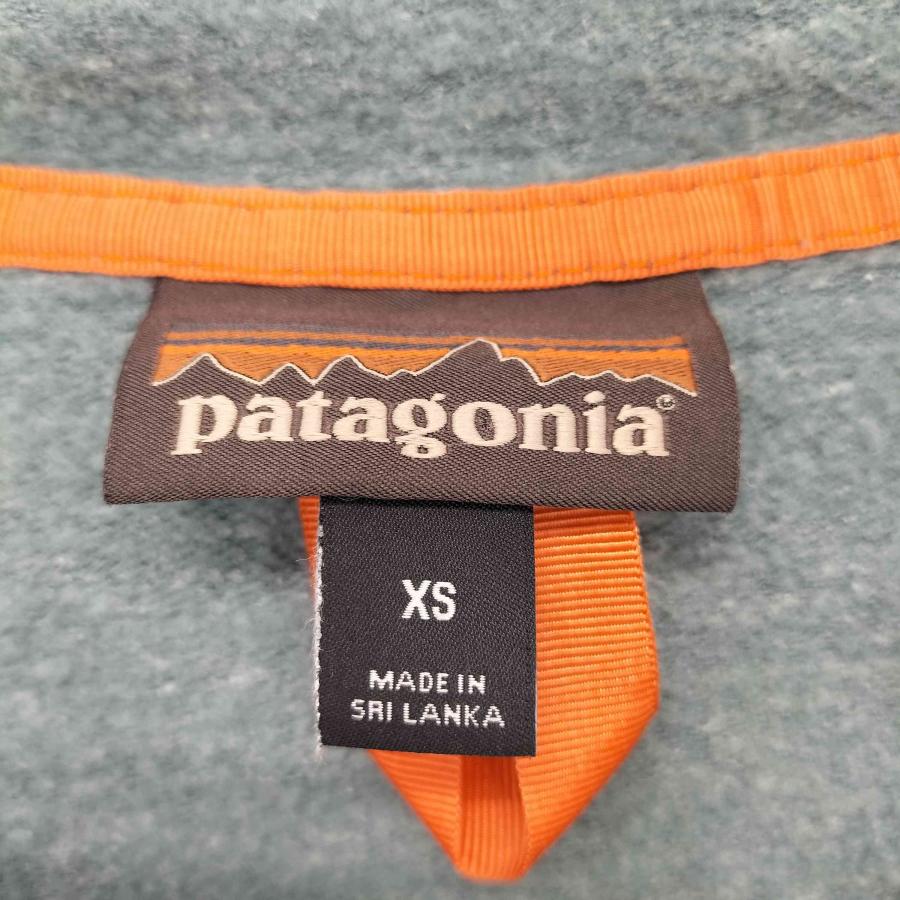 patagonia®
XS
MADE IN
SRI LANKA